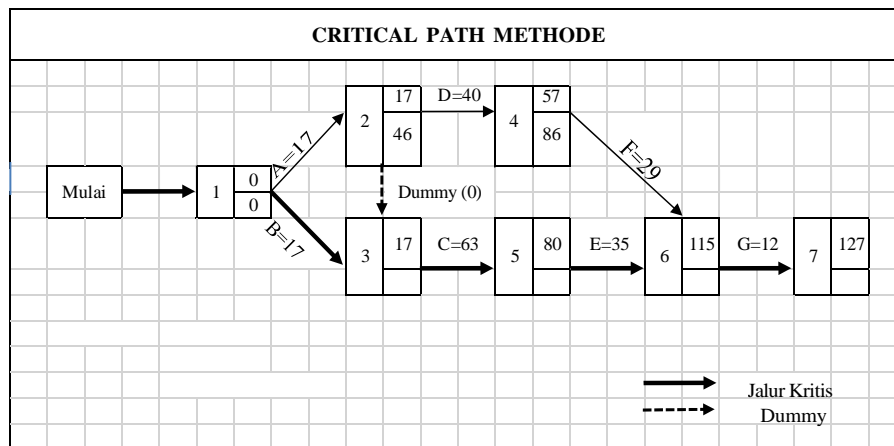 CRITICAL PATH METHODE
17 D=40 57
2 4
46 86
A=17
F=29
Mulai 1 0
0
Dummy (0)
B=17
3 17 C=63 5 80 E=35 6 115 G=12 7 127
Jalur Kritis
Dummy